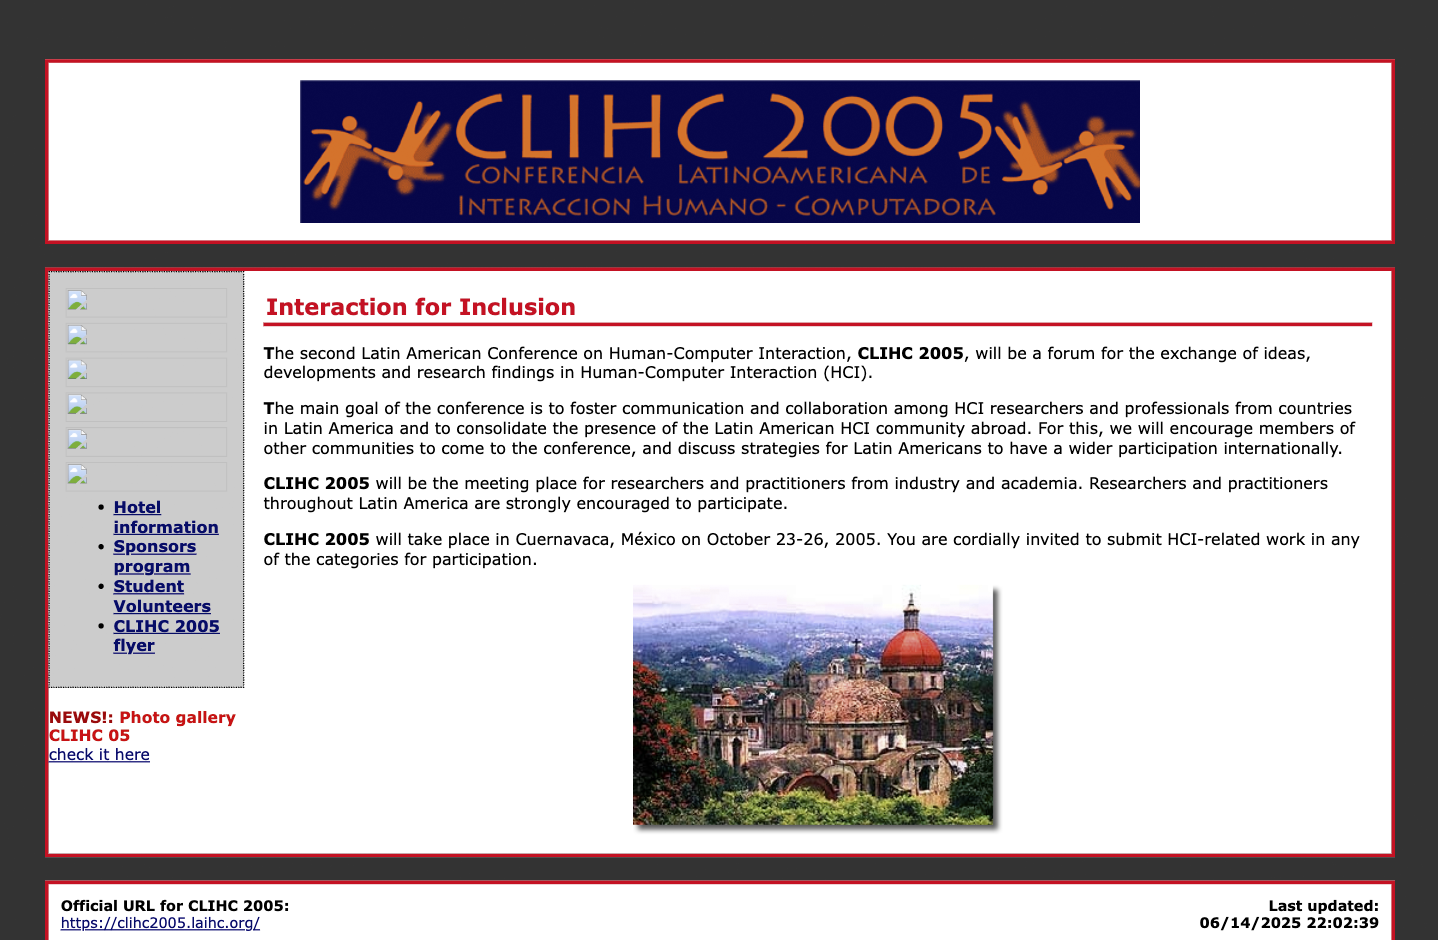 CLIHC 2005
CONFERENCIA LATINOAMERICANA DE
INTERACCION HUMANO - COMPUTADORA
Interaction for Inclusion
The second Latin American Conference on Human-Computer Interaction, CLIHC 2005, will be a forum for the exchange of ideas,
developments and research findings in Human-Computer Interaction (HCI).
The main goal of the conference is to foster communication and collaboration among HCI researchers and professionals from countries
in Latin America and to consolidate the presence of the Latin American HCI community abroad. For this, we will encourage members of
other communities to come to the conference, and discuss strategies for Latin Americans to have a wider participation internationally.
CLIHC 2005 will be the meeting place for researchers and practitioners from industry and academia. Researchers and practitioners
throughout Latin America are strongly encouraged to participate.
CLIHC 2005 will take place in Cuernavaca, México on October 23-26, 2005. You are cordially invited to submit HCI-related work in any
of the categories for participation.
• Hotel
information
• Sponsors
program
• Student
Volunteers
• CLIHC 2005
flyer
NEWS!: Photo gallery
CLIHC 05
check it here
Official URL for CLIHC 2005:
https://clihc2005.laihc.org/
Last updated:
06/14/2025 22:02:39